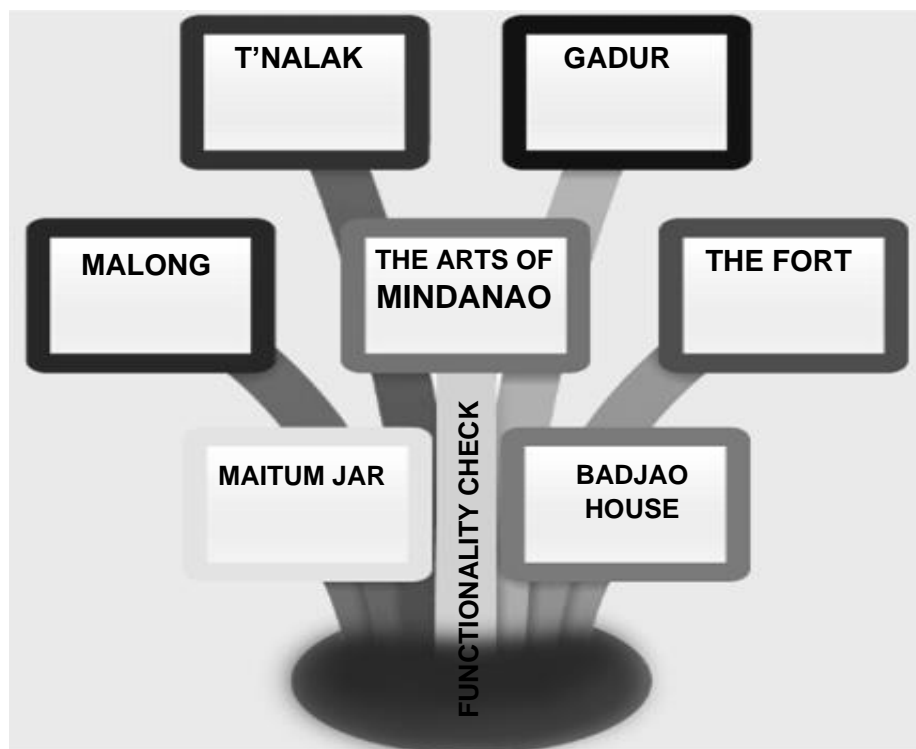 T’NALAK
GADUR
MALONG
THE ARTS OF
MINDANAO
THE FORT
MAITUM JAR
BADJAO
HOUSE
FUNCTIONALITY CHECK